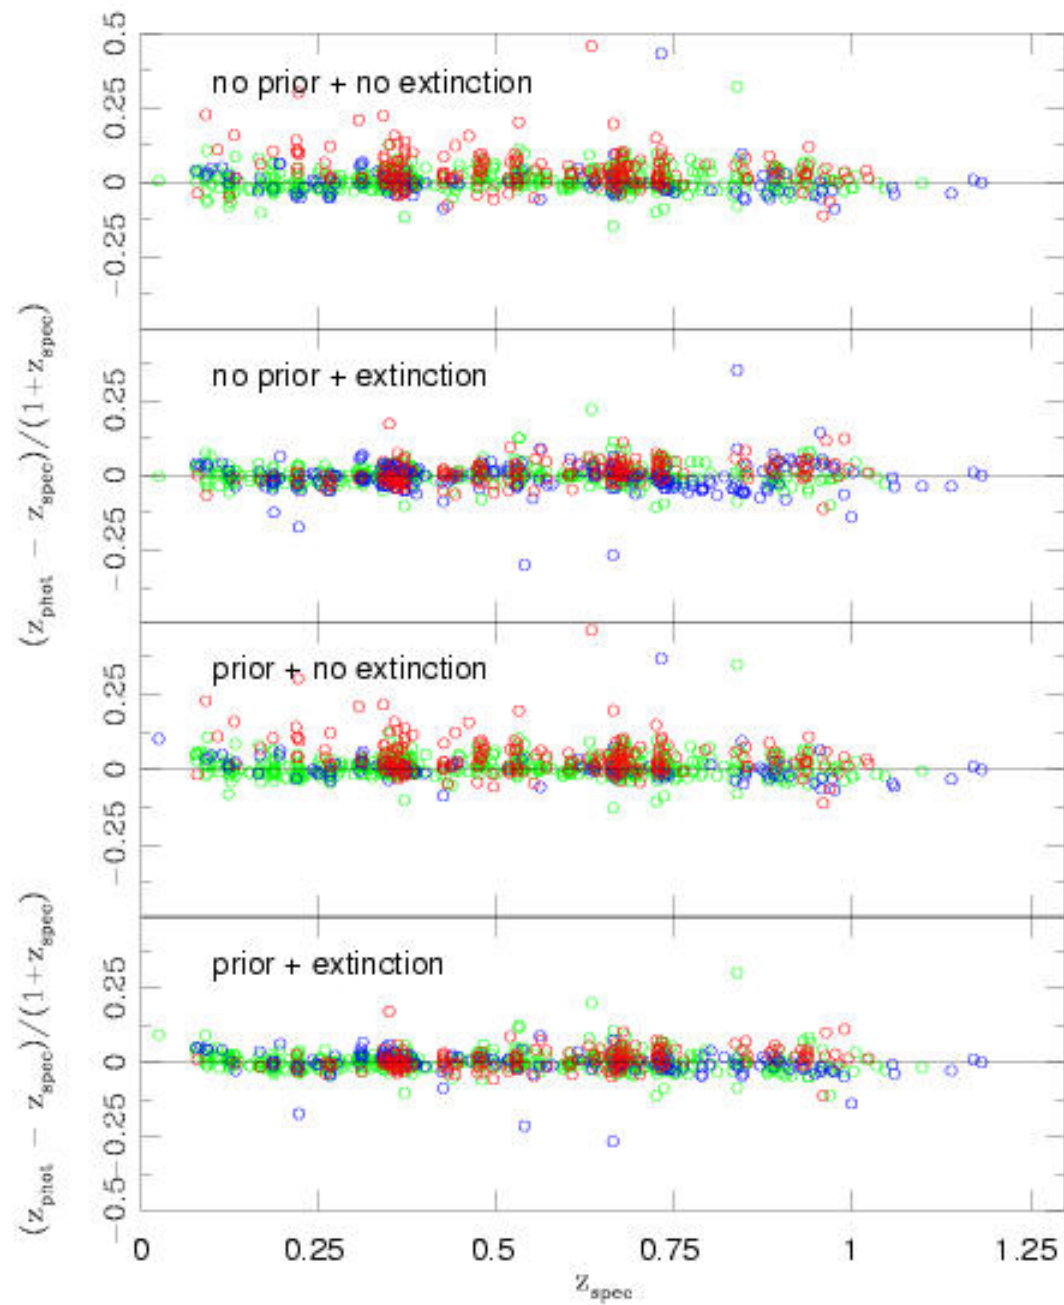 0.5
no prior + no extinction
0.25
0
−0.25
no prior + extinction
0.25
0
−0.25
(z_phot − z_spec)/(1+z_spec)
prior + no extinction
0.25
0
−0.25
prior + extinction
0.25
0
−0.25
−0.5
(z_phot − z_spec)/(1+z_spec)
0 0.25 0.5 0.75 1 1.25
z_spec